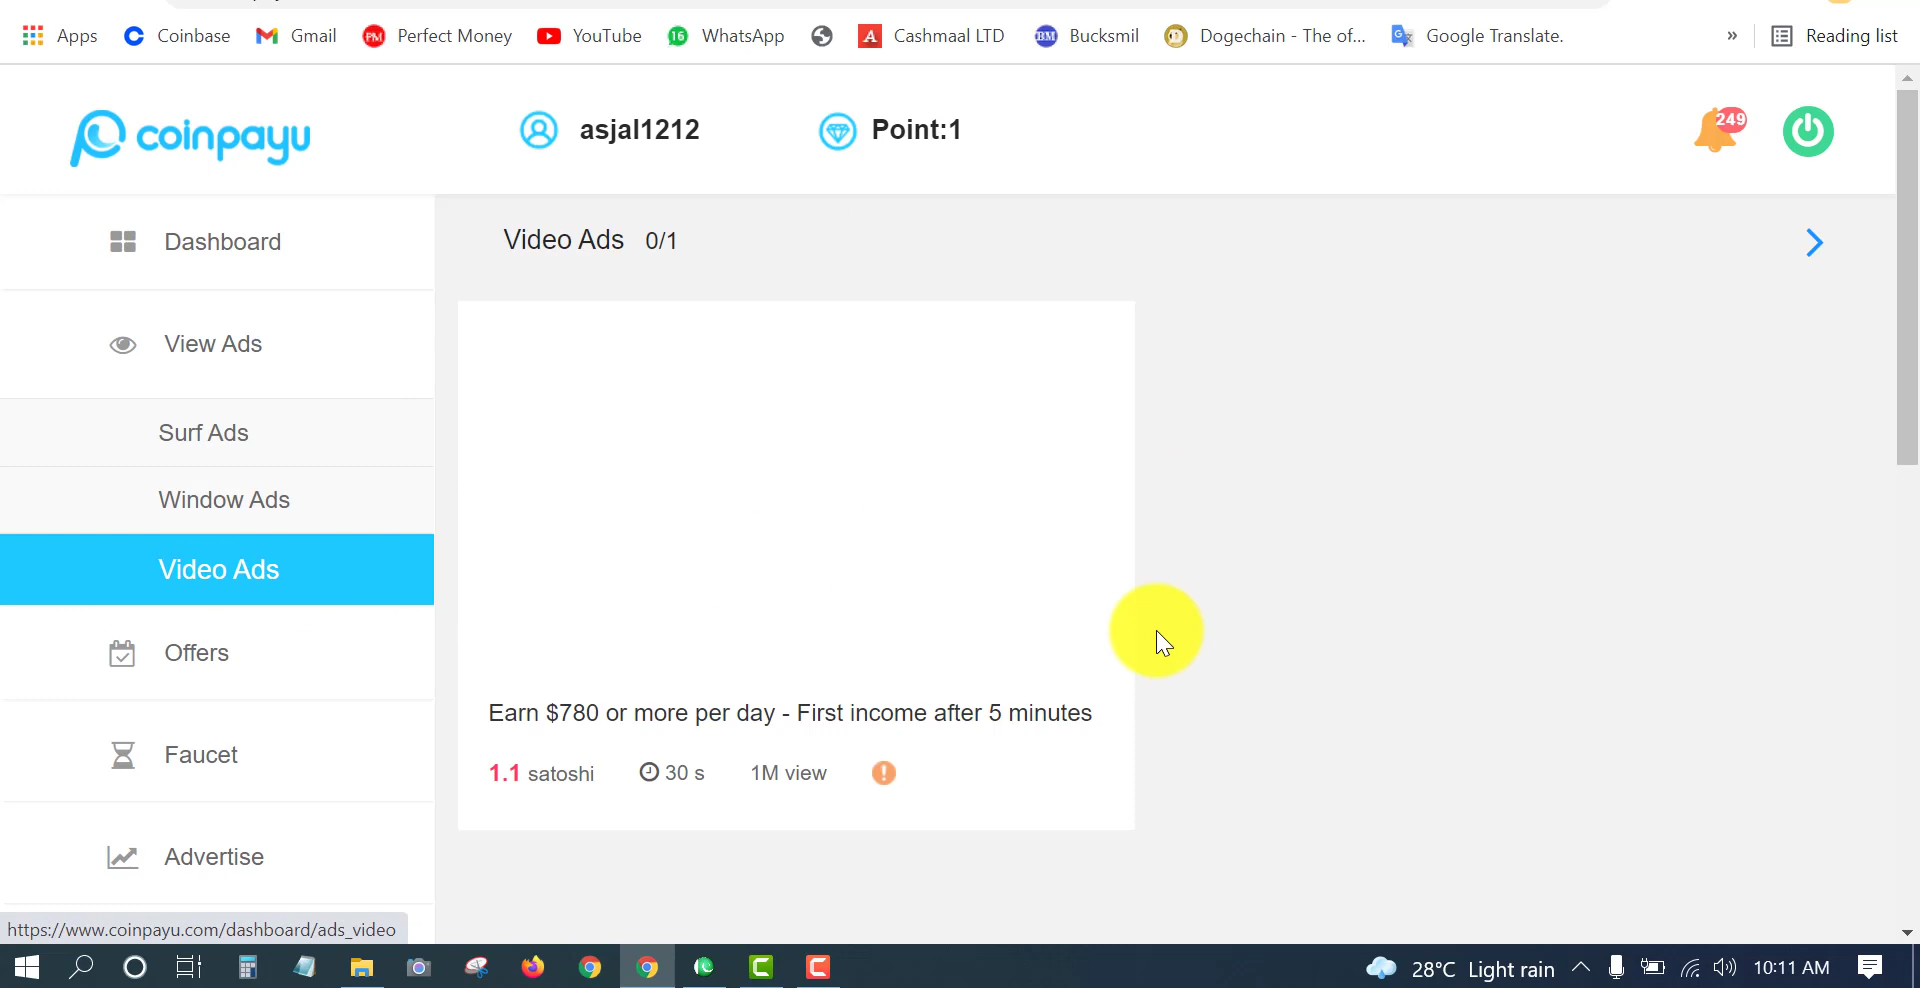 Apps Coinbase Gmail PM Perfect Money YouTube 16 WhatsApp A Cashmaal LTD BM Bucksmil Dogechain - The of... Google Translate. » Reading list
coinpayu asjal1212 Point:1 249
Dashboard
View Ads
Surf Ads
Window Ads
Video Ads
Offers
Faucet
Advertise
Video Ads 0/1
Earn $780 or more per day - First income after 5 minutes
1.1 satoshi 30 s 1M view
https://www.coinpayu.com/dashboard/ads_video
28°C Light rain 10:11 AM